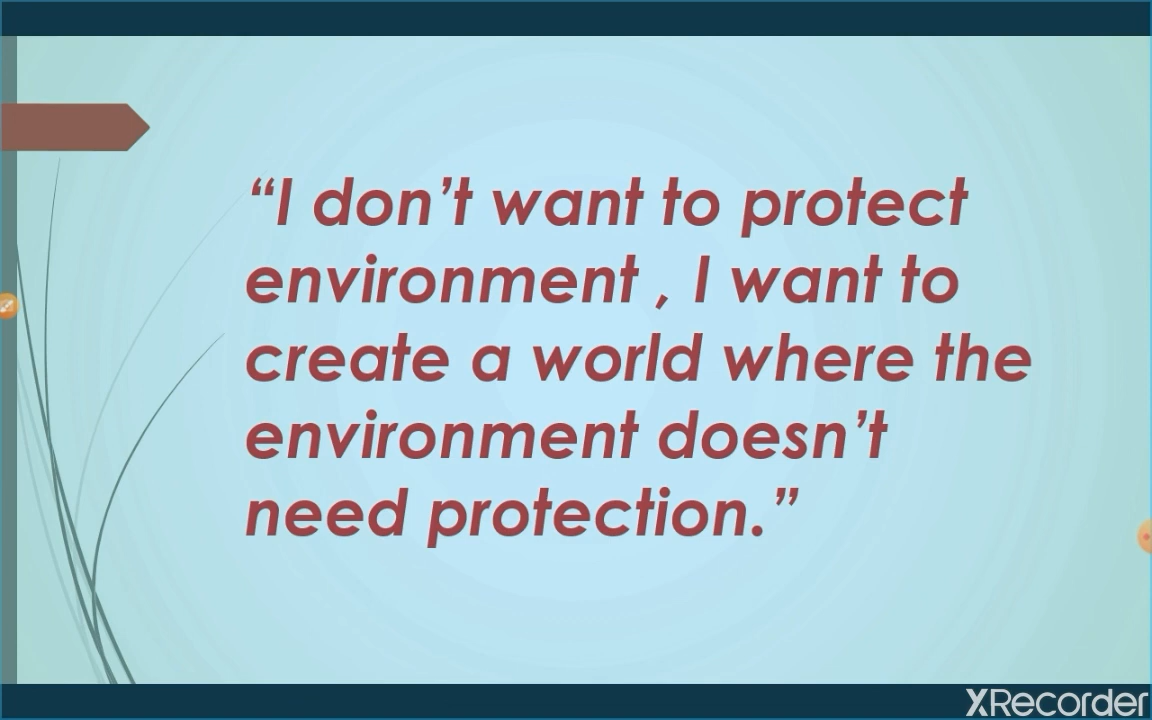 “I don’t want to protect
environment , I want to
create a world where the
environment doesn’t
need protection.”
XRecorder